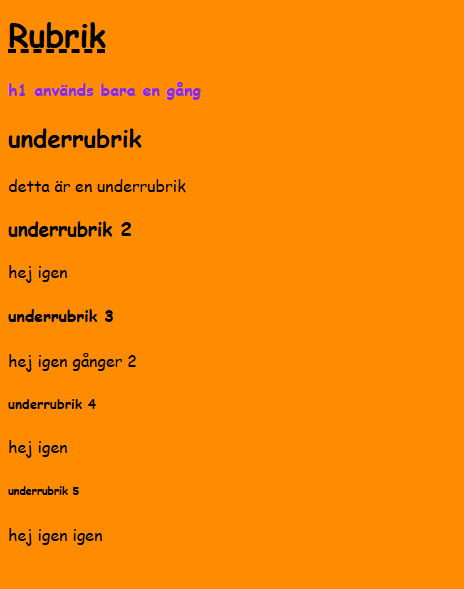 Rubrik
h1 används bara en gång
underrubrik
detta är en underrubrik
underrubrik 2
hej igen
underrubrik 3
hej igen gånger 2
underrubrik 4
hej igen
underrubrik 5
hej igen igen